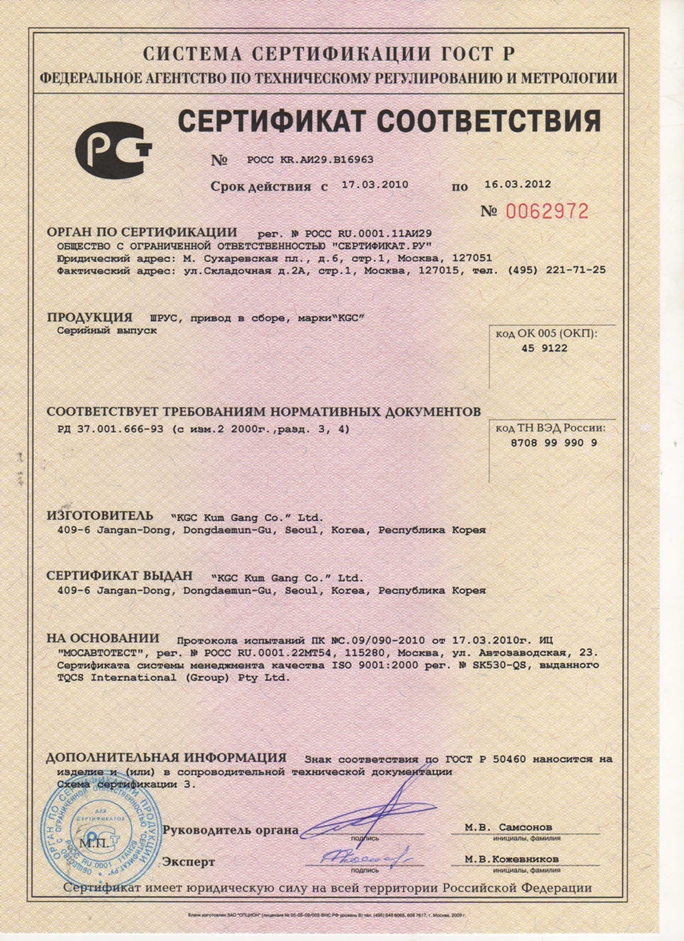 СИСТЕМА СЕРТИФИКАЦИИ ГОСТ Р
ФЕДЕРАЛЬНОЕ АГЕНТСТВО ПО ТЕХНИЧЕСКОМУ РЕГУЛИРОВАНИЮ И МЕТРОЛОГИИ
СЕРТИФИКАТ СООТВЕТСТВИЯ
№ РОСС KR.АИ29.В16963
Срок действия с 17.03.2010 по 16.03.2012
№ 0062972
ОРГАН ПО СЕРТИФИКАЦИИ рег. № РОСС RU.0001.11АИ29
ОБЩЕСТВО С ОГРАНИЧЕННОЙ ОТВЕТСТВЕННОСТЬЮ "СЕРТИФИКАТ.РУ"
Юридический адрес: М. Сухаревская пл., д.6, стр.1, Москва, 127051
Фактический адрес: ул.Складочная д.2А, стр.1, Москва, 127015, тел. (495) 221-71-25
ПРОДУКЦИЯ ШРУС, привод в сборе, марки"KGC"
Серийный выпуск
код ОК 005 (ОКП):
45 9122
СООТВЕТСТВУЕТ ТРЕБОВАНИЯМ НОРМАТИВНЫХ ДОКУМЕНТОВ
РД 37.001.666-93 (с изм.2 2000г.,разд. 3, 4)
код ТН ВЭД России:
8708 99 990 9
ИЗГОТОВИТЕЛЬ "KGC Kum Gang Co." Ltd.
409-6 Jangan-Dong, Dongdaemun-Gu, Seoul, Korea, Республика Корея
СЕРТИФИКАТ ВЫДАН "KGC Kum Gang Co." Ltd.
409-6 Jangan-Dong, Dongdaemun-Gu, Seoul, Korea, Республика Корея
НА ОСНОВАНИИ Протокола испытаний ПК №С.09/090-2010 от 17.03.2010г. ИЦ
"МОСАВТОТЕСТ", рег. № РОСС RU.0001.22МТ54, 115280, Москва, ул. Автозаводская, 23.
Сертификата системы менеджмента качества ISO 9001:2000 рег. № SK530-QS, выданного
TQCS International (Group) Pty Ltd.
ДОПОЛНИТЕЛЬНАЯ ИНФОРМАЦИЯ Знак соответствия по ГОСТ Р 50460 наносится на
изделие и (или) в сопроводительной технической документации
Схема сертификации 3.
ДЛЯ
СЕРТИФИКАТОВ
М.П.
Руководитель органа
подпись
М.В. Самсонов
инициалы, фамилия
Эксперт
подпись
М.В.Кожевников
инициалы, фамилия
Сертификат имеет юридическую силу на всей территории Российской Федерации